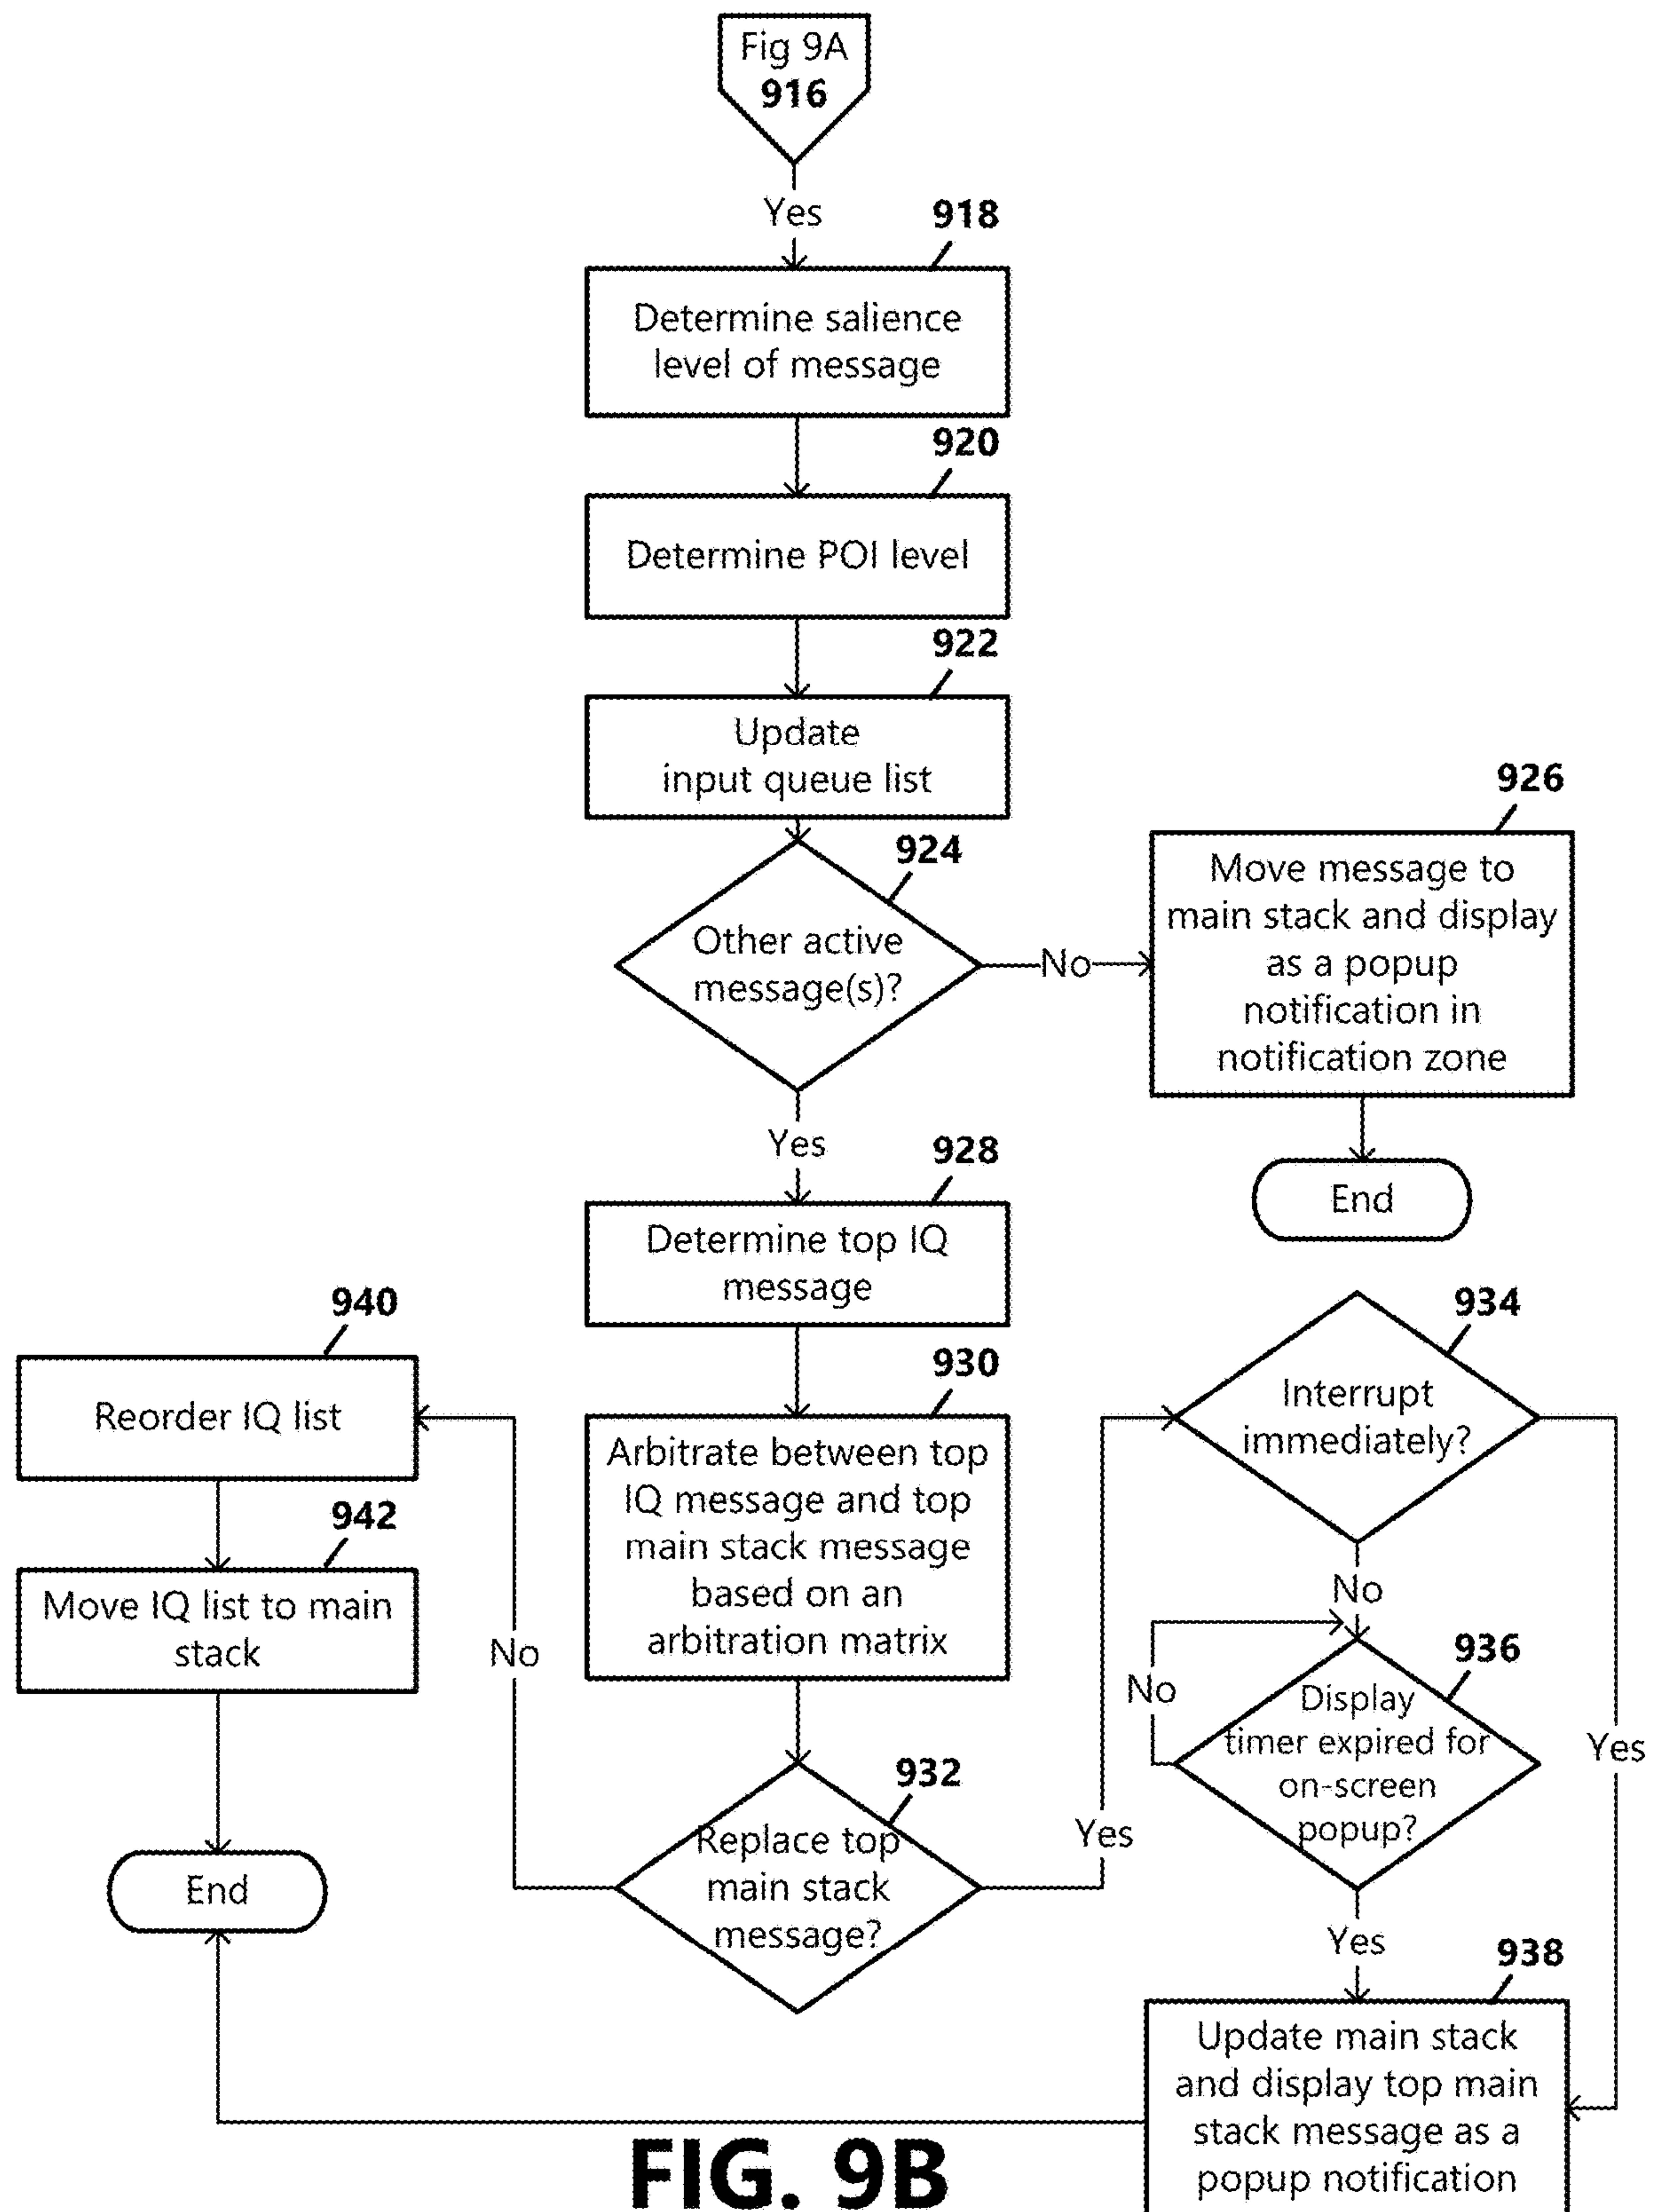 Fig 9A
916
Yes
918
Determine salience
level of message
920
Determine POI level
922
Update
input queue list
924
Other active
message(s)?
No
926
Move message to
main stack and display
as a popup
notification in
notification zone
End
Yes
928
Determine top IQ
message
930
Arbitrate between top
IQ message and top
main stack message
based on an
arbitration matrix
932
Replace top
main stack
message?
No
940
Reorder IQ list
942
Move IQ list to main
stack
End
Yes
934
Interrupt
immediately?
No
936
Display
timer expired for
on-screen
popup?
No
Yes
Yes
938
Update main stack
and display top main
stack message as a
popup notification
FIG. 9B